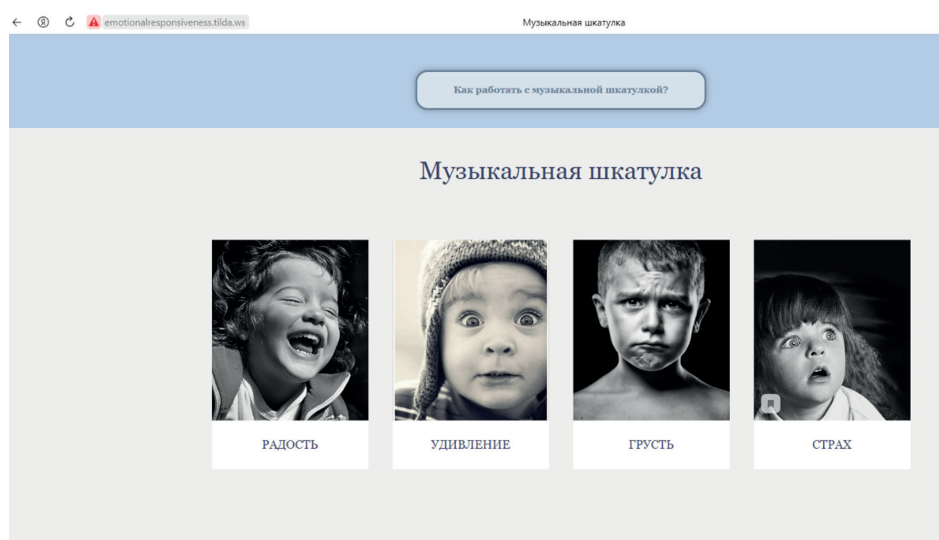 emotionalresponsiveness.tilda.ws
Музыкальная шкатулка
Как работать с музыкальной шкатулкой?
Музыкальная шкатулка
РАДОСТЬ
УДИВЛЕНИЕ
ГРУСТЬ
СТРАХ